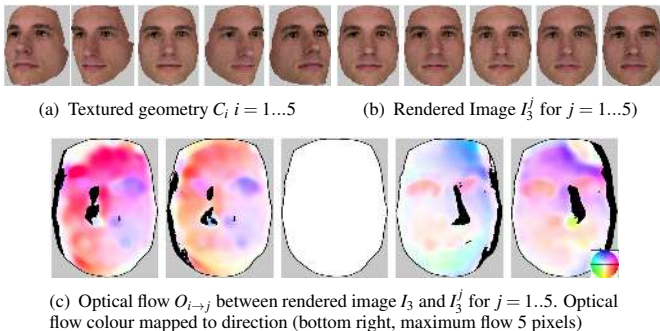 (a) Textured geometry C_i i = 1...5
(b) Rendered Image I_3^j for j = 1...5)
(c) Optical flow O_{i→j} between rendered image I_3 and I_3^j for j = 1..5. Optical
flow colour mapped to direction (bottom right, maximum flow 5 pixels)